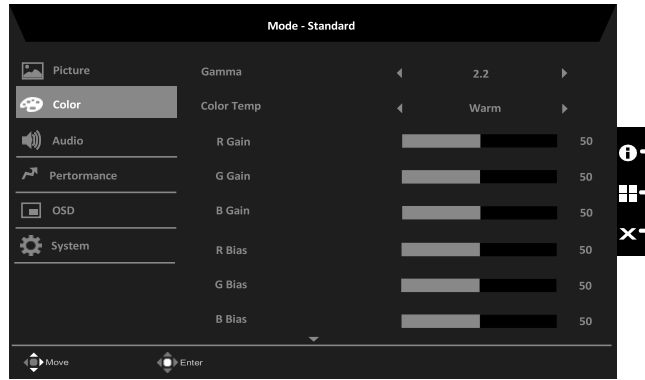 Mode - Standard
Picture
Gamma 2.2
Color
Color Temp Warm
Audio
R Gain 50
Pertormance
G Gain 50
OSD
B Gain 50
System
R Bias 50
G Bias 50
B Bias 50
Move Enter